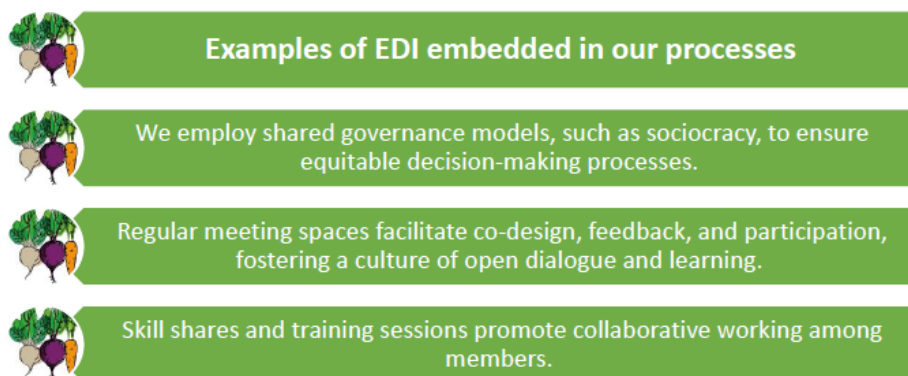 Examples of EDI embedded in our processes
We employ shared governance models, such as sociocracy, to ensure
equitable decision-making processes.
Regular meeting spaces facilitate co-design, feedback, and participation,
fostering a culture of open dialogue and learning.
Skill shares and training sessions promote collaborative working among
members.